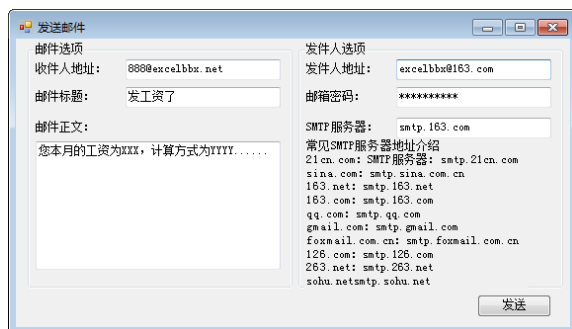 发送邮件
邮件选项
收件人地址： 888@excelbbx.net
邮件标题： 发工资了
邮件正文：
您本月的工资为XXX，计算方式为YYYY......
发件人选项
发件人地址： excelbbx@163.com
邮箱密码： **********
SMTP服务器： smtp.163.com
常见SMTP服务器地址介绍
21cn.com: SMTP服务器: smtp.21cn.com
sina.com: smtp.sina.com.cn
163.net: smtp.163.net
163.com: smtp.163.com
qq.com: smtp.qq.com
gmail.com: smtp.gmail.com
foxmail.com.cn: smtp.foxmail.com.cn
126.com: smtp.126.com
263.net: smtp.263.net
sohu.netsmtp.sohu.net
发送